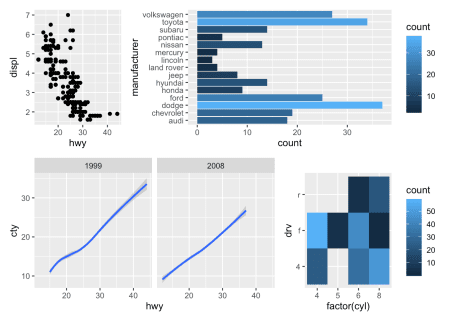 7
6
5
4
3
2
displ
20
30
40
hwy
manufacturer
volkswagen
toyota
subaru
pontiac
nissan
mercury
lincoln
land rover
jeep
hyundai
honda
ford
dodge
chevrolet
audi
0
10
20
30
count
count
30
20
10
1999
2008
cty
30
20
10
20
30
40
20
30
40
hwy
drv
r
f
4
4
5
6
8
factor(cyl)
count
50
40
30
20
10